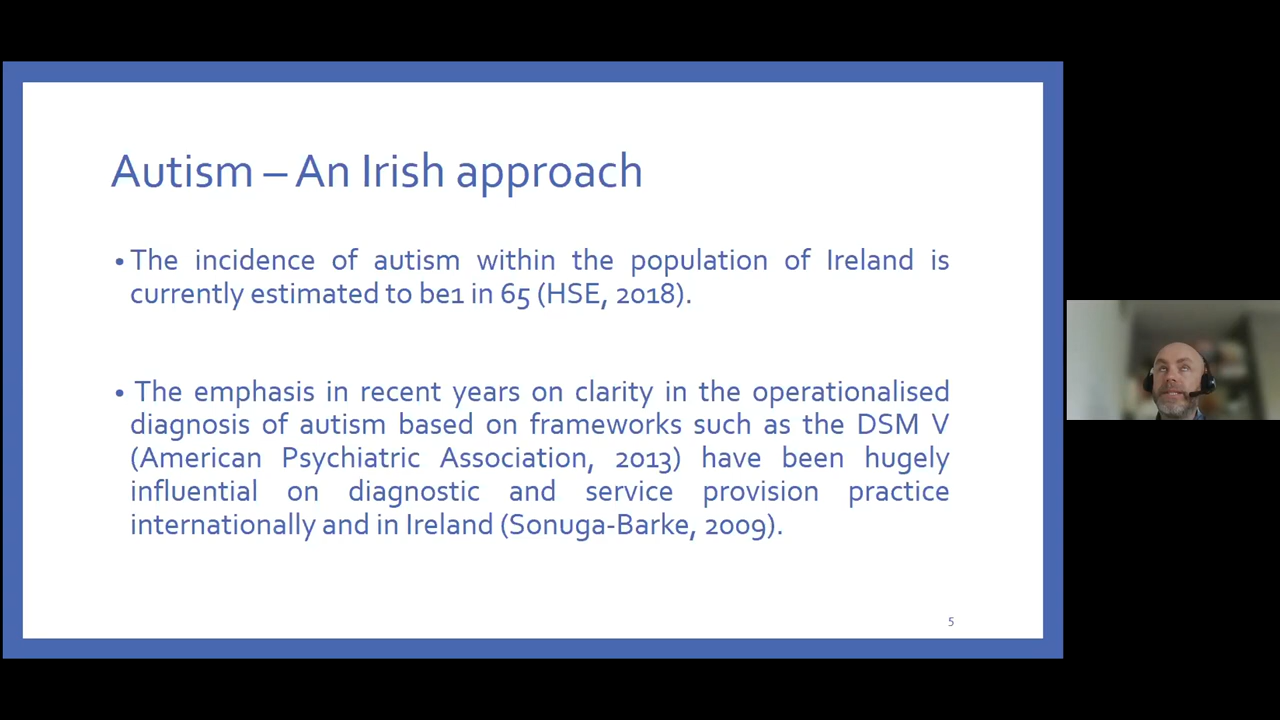 Autism – An Irish approach
• The incidence of autism within the population of Ireland is
currently estimated to be1 in 65 (HSE, 2018).
• The emphasis in recent years on clarity in the operationalised
diagnosis of autism based on frameworks such as the DSM V
(American Psychiatric Association, 2013) have been hugely
influential on diagnostic and service provision practice
internationally and in Ireland (Sonuga-Barke, 2009).
5